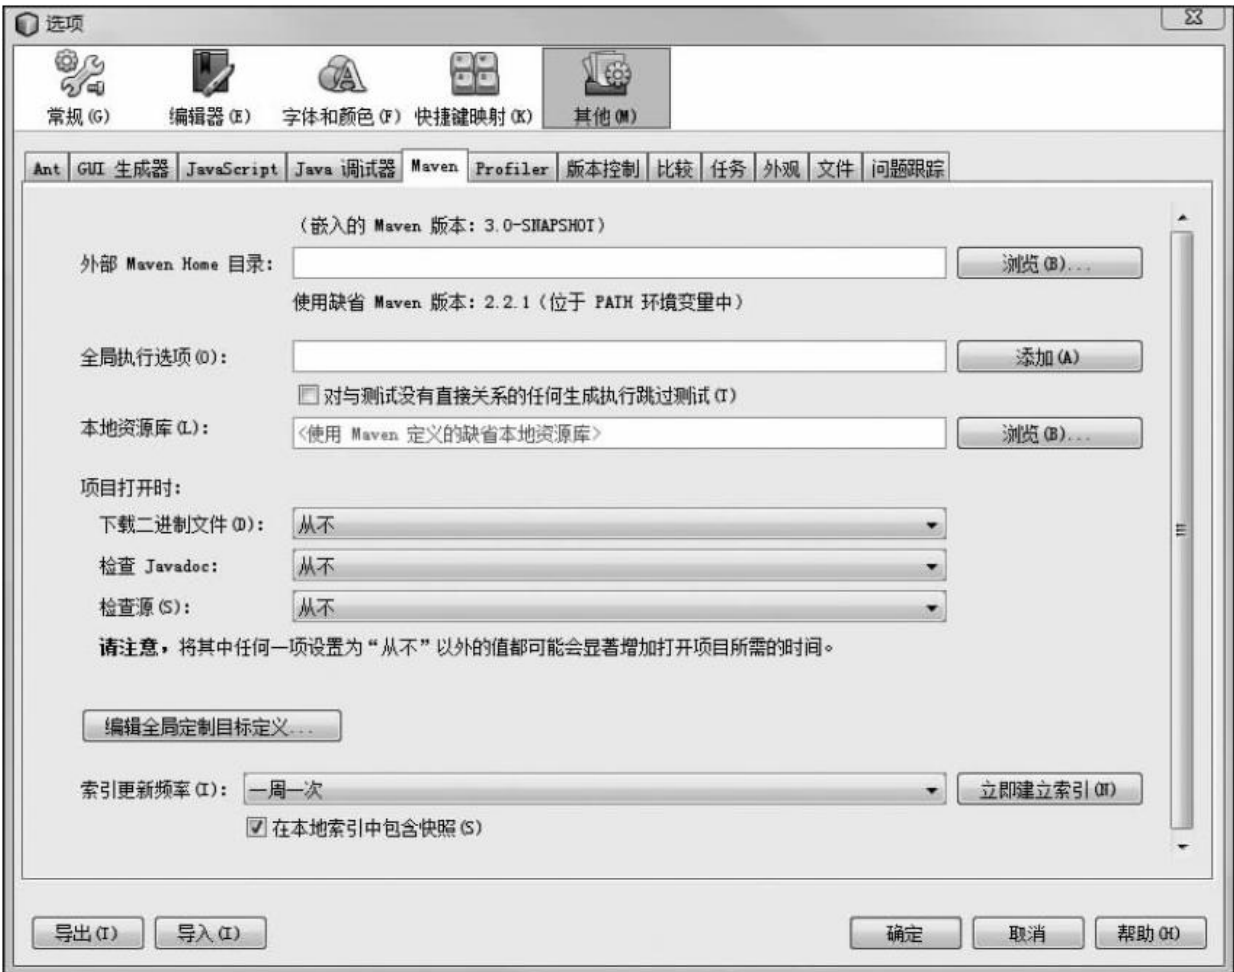 选项
常规(G) 编辑器(E) 字体和颜色(F) 快捷键映射(K) 其他(M)
Ant GUI 生成器 JavaScript Java 调试器 Maven Profiler 版本控制 比较 任务 外观 文件 问题跟踪
(嵌入的 Maven 版本: 3.0-SNAPSHOT)
外部 Maven Home 目录: 浏览(B)...
使用缺省 Maven 版本: 2.2.1(位于 PATH 环境变量中)
全局执行选项(O): 添加(A)
对与测试没有直接关系的任何生成执行跳过测试(T)
本地资源库(L): <使用 Maven 定义的缺省本地资源库> 浏览(B)...
项目打开时:
下载二进制文件(D): 从不
检查 Javadoc: 从不
检查源(S): 从不
请注意，将其中任何一项设置为“从不”以外的值都可能会显著增加打开项目所需的时间。
编辑全局定制目标定义...
索引更新频率(I): 一周一次 立即建立索引(N)
在本地索引中包含快照(S)
导出(T) 导入(I) 确定 取消 帮助(H)